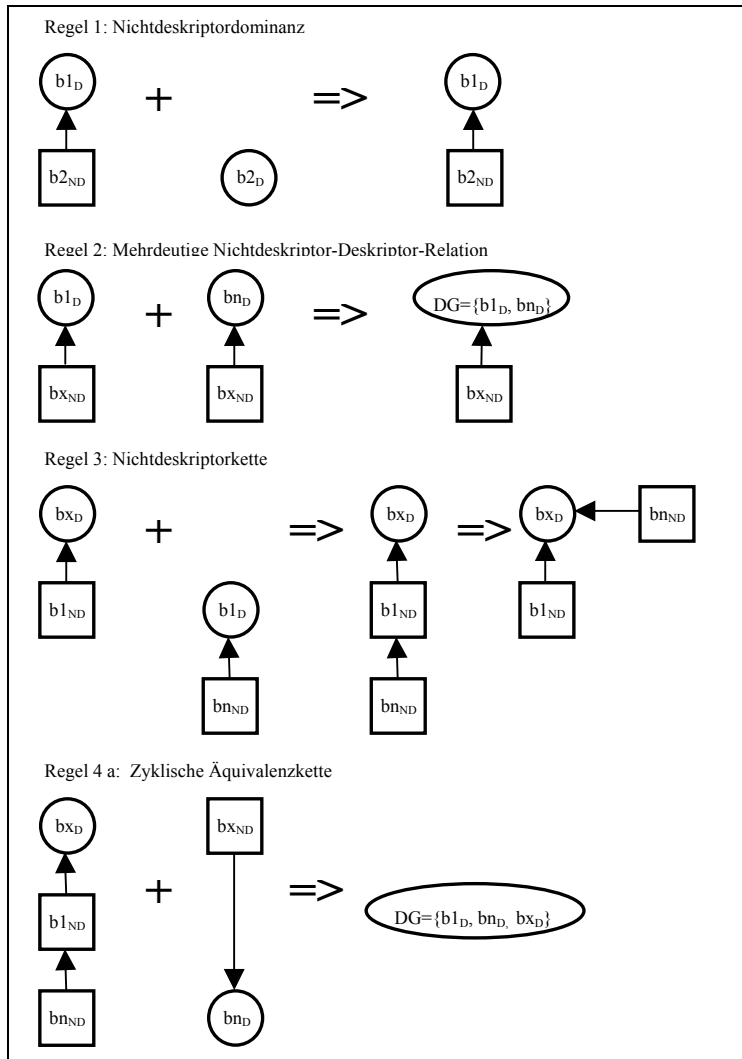 Regel 1: Nichtdeskriptordominanz
b1D + => b1D
b2ND b2D b2ND
Regel 2: Mehrdeutige Nichtdeskriptor-Deskriptor-Relation
b1D + bnD => DG={b1D, bnD}
bxND bxND bxND
Regel 3: Nichtdeskriptorkette
bxD + => bxD => bxD bnND
b1ND b1D b1ND b1ND
bnND bnND
Regel 4 a: Zyklische Äquivalenzkette
bxD bxND
b1ND + => DG={b1D, bnD, bxD}
bnND bnD